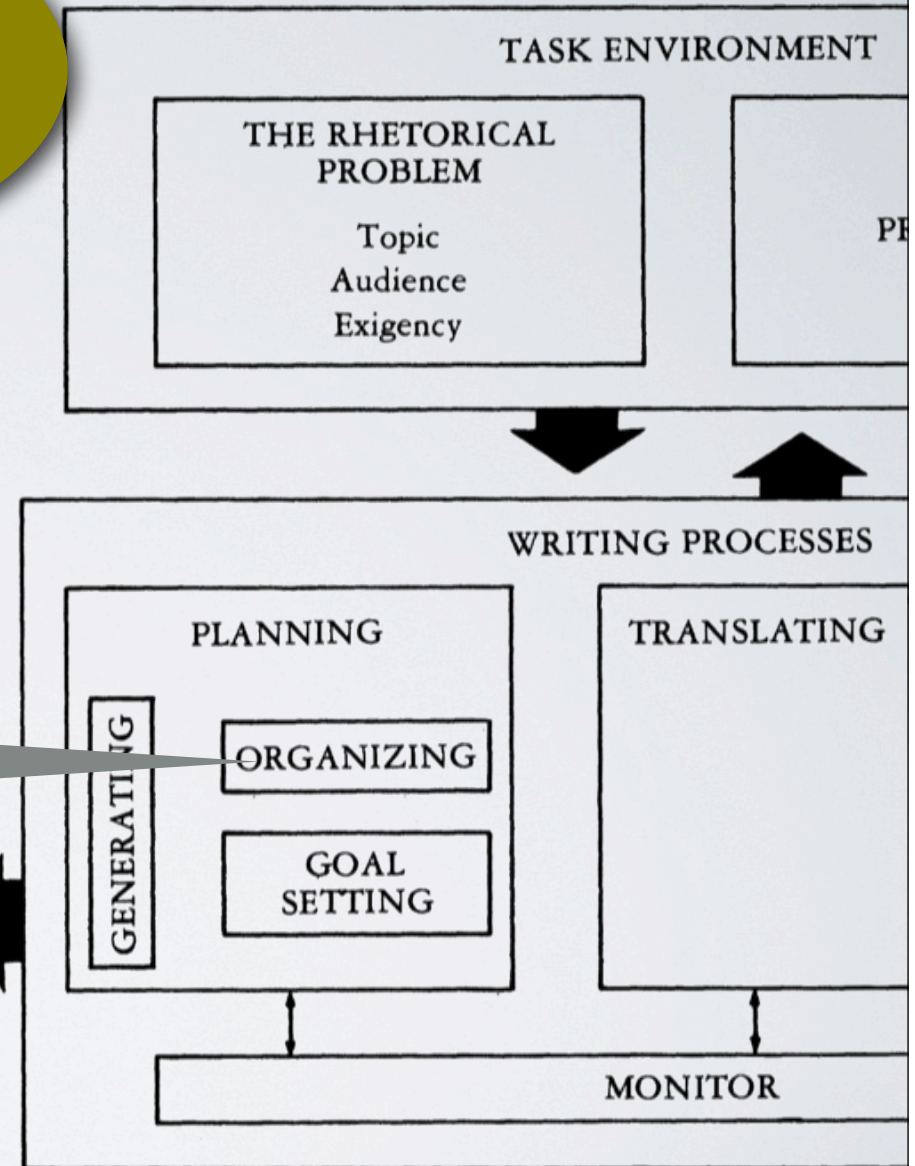 TASK ENVIRONMENT
THE RHETORICAL
PROBLEM
Topic
Audience
Exigency
WRITING PROCESSES
PLANNING
TRANSLATING
GENERATING
ORGANIZING
GOAL
SETTING
MONITOR